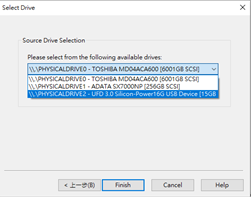 Select Drive
Source Drive Selection
Please select from the following available drives:
\\.\PHYSICALDRIVE0 - TOSHIBA MD04ACA600 [6001GB SCSI]
\\.\PHYSICALDRIVE0 - TOSHIBA MD04ACA600 [6001GB SCSI]
\\.\PHYSICALDRIVE1 - ADATA SX7000NP [256GB SCSI]
\\.\PHYSICALDRIVE2 - UFD 3.0 Silicon-Power16G USB Device [15GB
< 上一步(B)
Finish
Cancel
Help